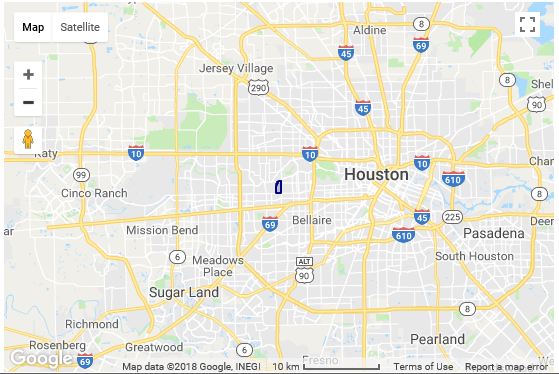 Map Satellite
Aldine
8
69
45
Jersey Village
290
8
90
45
Katy
10
10
10
99
Houston
610
Cinco Ranch
8
69
Bellaire
45
225
Mission Bend
610
Pasadena
6
Meadows
Place
ALT
90
South Houston
Sugar Land
8
Richmond
Pearland
Rosenberg
Greatwood
6
Fresno
Google
69
Map data ©2018 Google, INEGI 10 km Terms of Use Report a map error